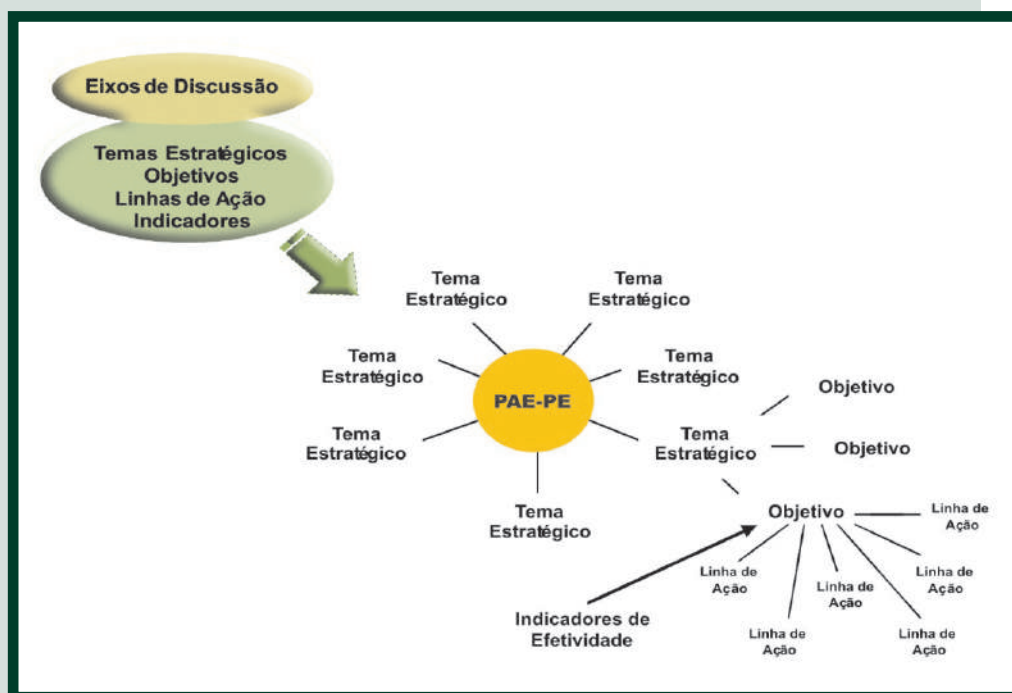 Eixos de Discussão
Temas Estratégicos
Objetivos
Linhas de Ação
Indicadores
Tema
Estratégico
Tema
Estratégico
Tema
Estratégico
Tema
Estratégico
PAE-PE
Tema
Estratégico
Tema
Estratégico
Tema
Estratégico
Objetivo
Objetivo
Objetivo
Linha de
Ação
Linha de
Ação
Linha de
Ação
Linha de
Ação
Linha de
Ação
Linha de
Ação
Indicadores de
Efetividade